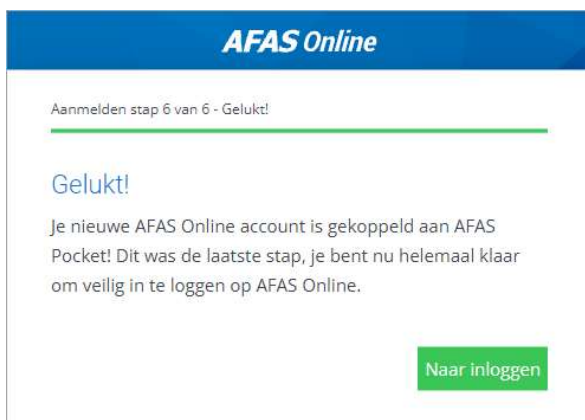 AFAS Online
Aanmelden stap 6 van 6 - Gelukt!
Gelukt!
Je nieuwe AFAS Online account is gekoppeld aan AFAS
Pocket! Dit was de laatste stap, je bent nu helemaal klaar
om veilig in te loggen op AFAS Online.
Naar inloggen